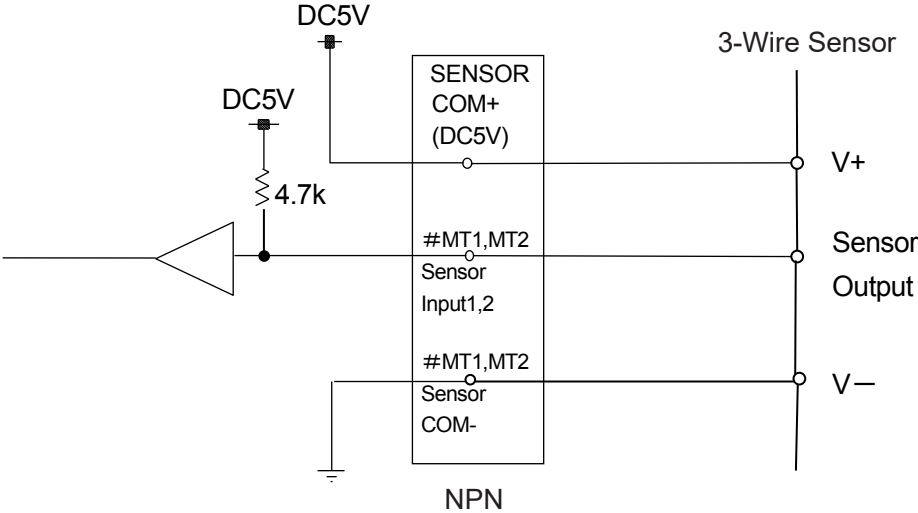 DC5V
3-Wire Sensor
DC5V
SENSOR
COM+
(DC5V)
V+
4.7k
#MT1,MT2
Sensor
Input1,2
Sensor
Output
#MT1,MT2
Sensor
COM-
V－
NPN